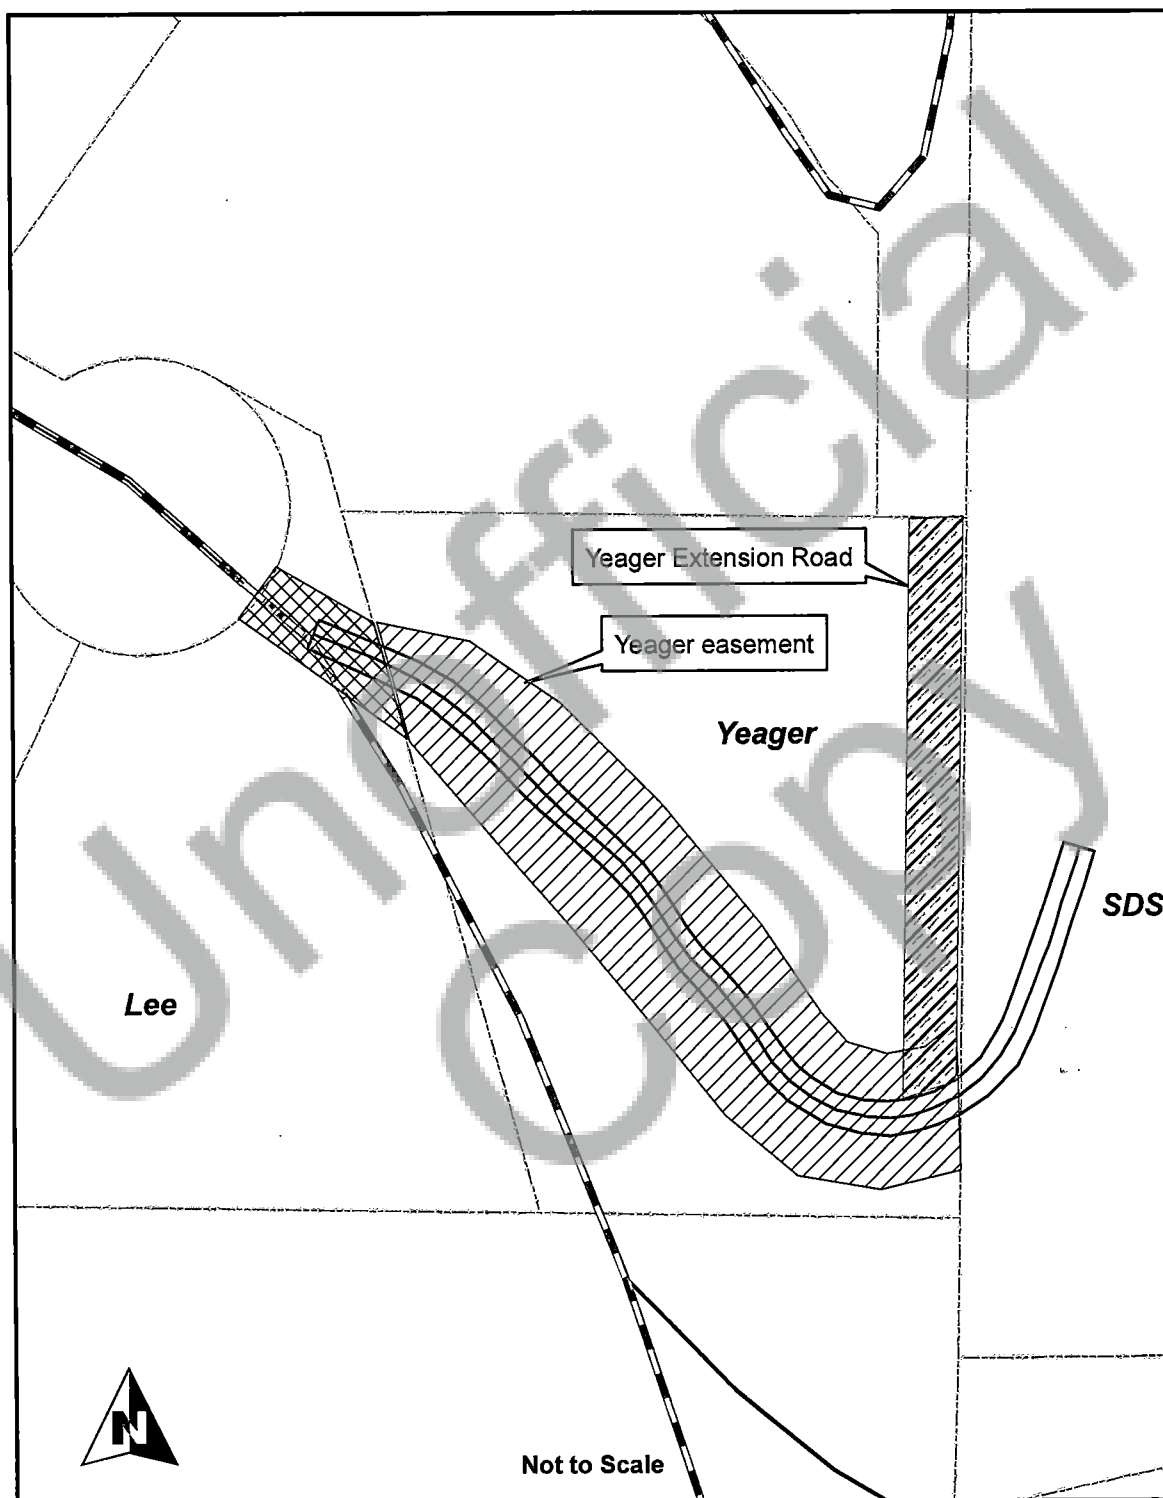 Yeager Extension Road
Yeager easement
Yeager
SDS
Lee
N
Not to Scale
Unofficial
Copy